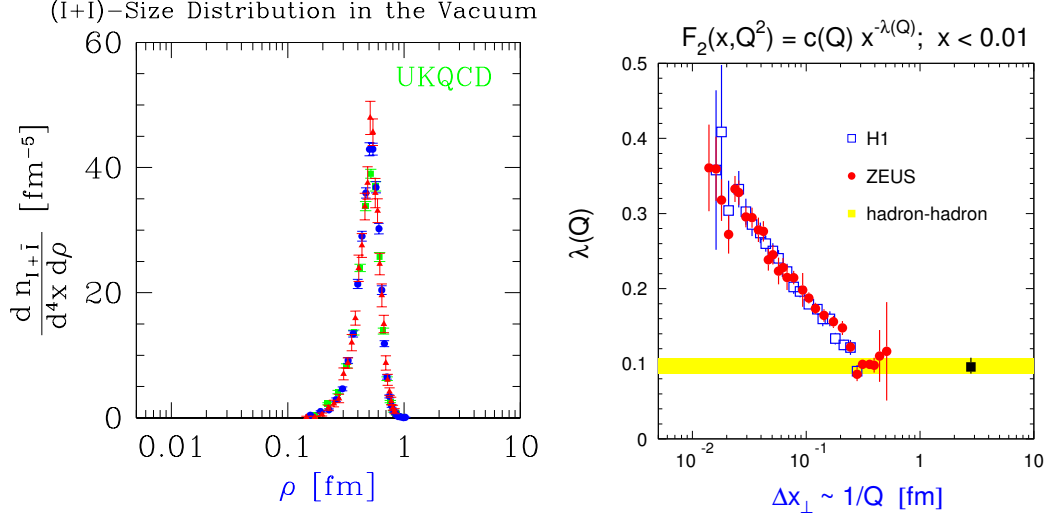 (I+I)−Size Distribution in the Vacuum
60
40
20
0
UKQCD
d n_{I+Ī}
d⁴x dρ
[fm⁻⁵]
0.01
0.1
1
10
ρ [fm]
F₂(x,Q²) = c(Q) x^{-λ(Q)}; x < 0.01
0.5
0.4
0.3
0.2
0.1
0
λ(Q)
H1
ZEUS
hadron-hadron
10⁻²
10⁻¹
1
10
Δx⊥ ~ 1/Q [fm]